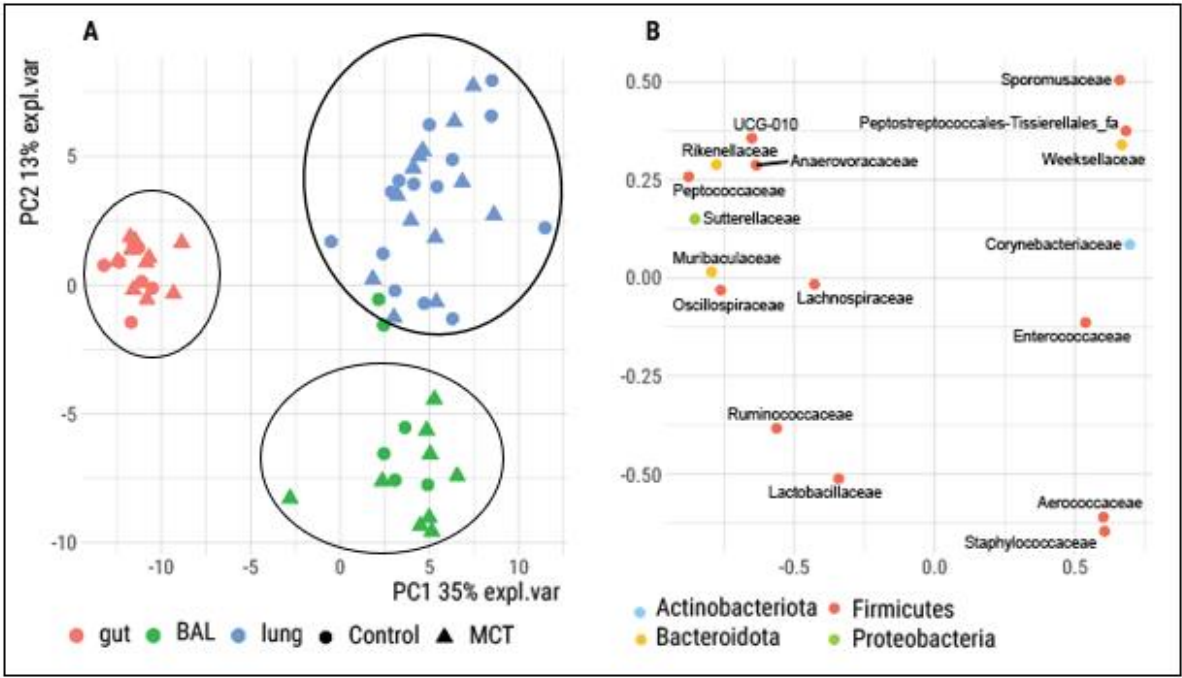 A
PC2 13% expl.var
5
0
-5
-10
-10 -5 0 5 10
PC1 35% expl.var
gut BAL lung Control MCT
B
0.50
0.25
0.00
-0.25
-0.50
Sporomusaceae
UCG-010
Peptostreptococcales-Tissierellales_fa
Rikenellaceae
Anaerovoracaceae
Weeksellaceae
Peptococcaceae
Sutterellaceae
Corynebacteriaceae
Muribaculaceae
Oscillospiraceae
Lachnospiraceae
Enterococcaceae
Ruminococcaceae
Lactobacillaceae
Aerococcaceae
Staphylococcaceae
-0.5 0.0 0.5
Actinobacteriota Firmicutes
Bacteroidota Proteobacteria